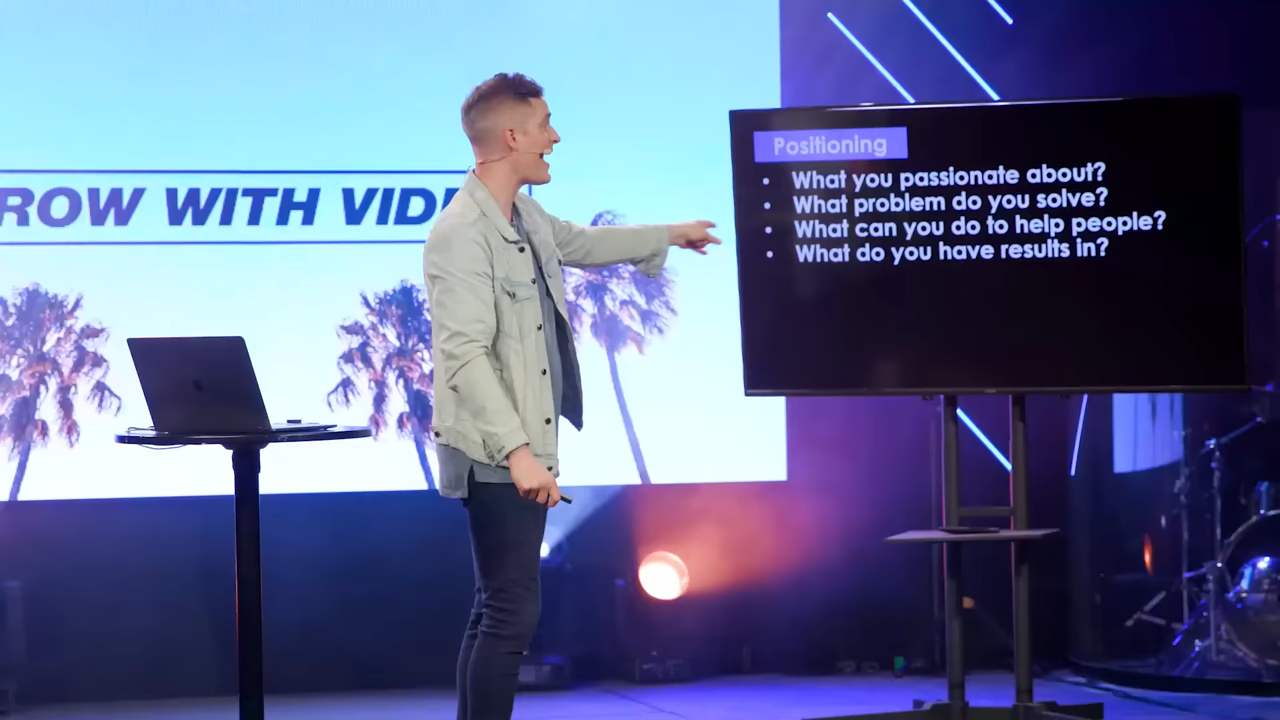 ROW WITH VID
Positioning
• What you passionate about?
• What problem do you solve?
• What can you do to help people?
• What do you have results in?